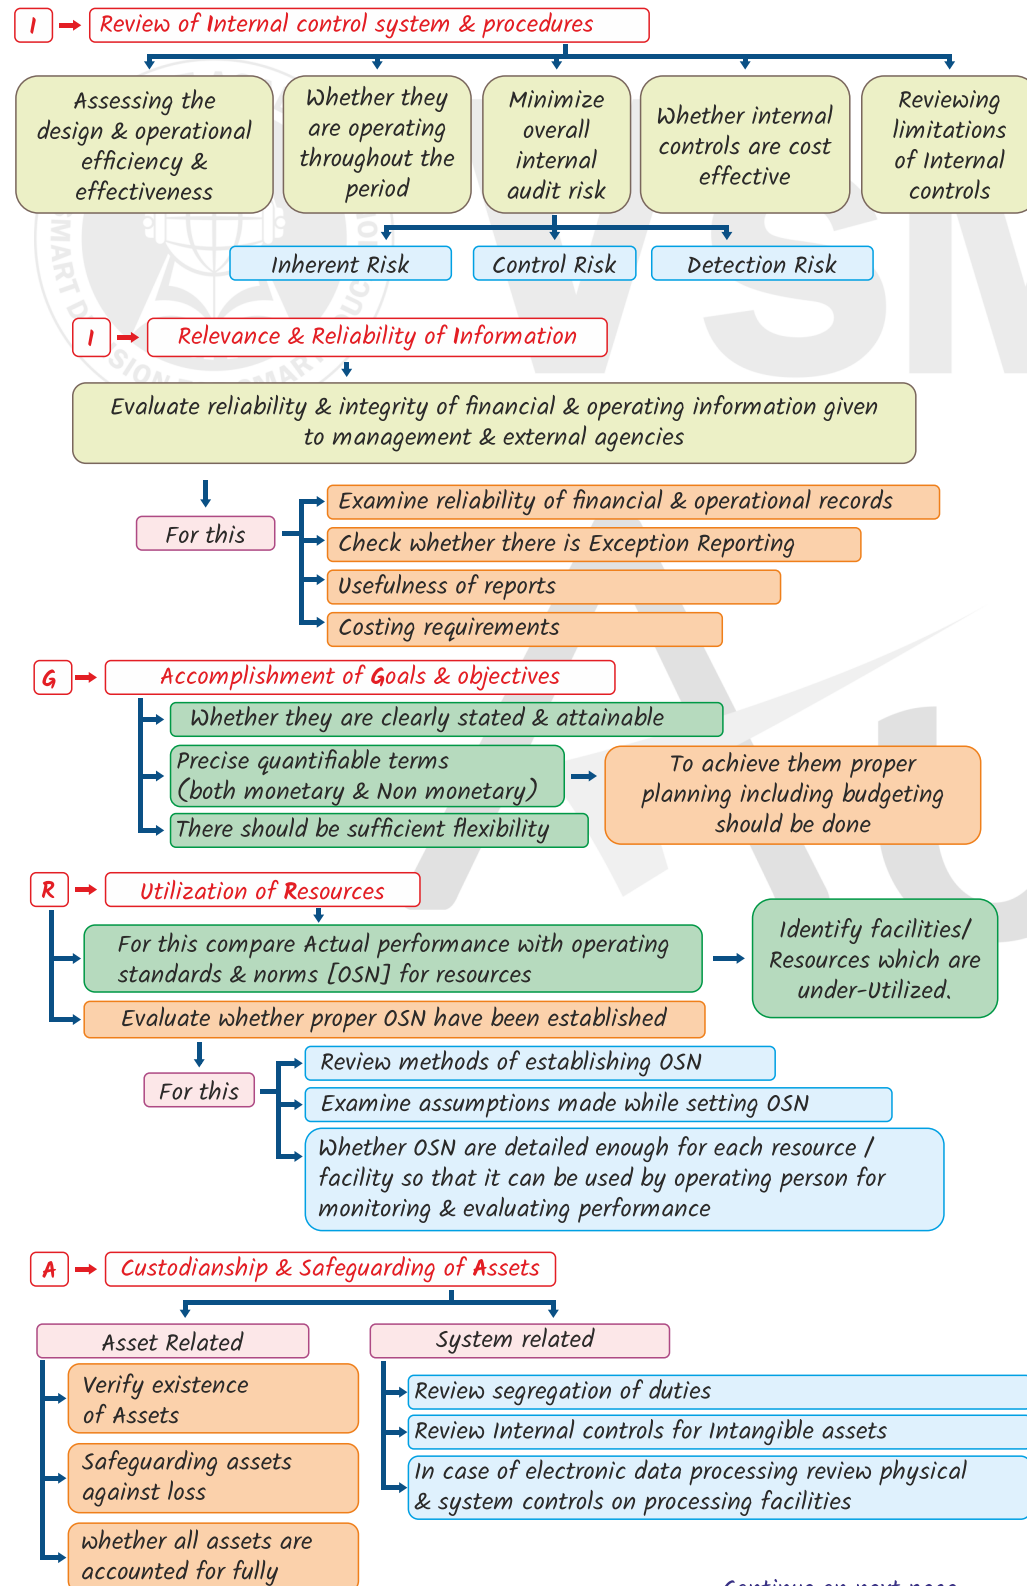 I
Review of Internal control system & procedures
Assessing the
design & operational
efficiency &
effectiveness
Whether they
are operating
throughout the
period
Minimize
overall
internal
audit risk
Whether internal
controls are cost
effective
Reviewing
limitations
of Internal
controls
Inherent Risk
Control Risk
Detection Risk
I
Relevance & Reliability of Information
Evaluate reliability & integrity of financial & operating information given
to management & external agencies
For this
Examine reliability of financial & operational records
Check whether there is Exception Reporting
Usefulness of reports
Costing requirements
G
Accomplishment of Goals & objectives
Whether they are clearly stated & attainable
Precise quantifiable terms
(both monetary & Non monetary)
To achieve them proper
planning including budgeting
should be done
There should be sufficient flexibility
R
Utilization of Resources
For this compare Actual performance with operating
standards & norms [OSN] for resources
Identify facilities/
Resources which are
under-Utilized.
Evaluate whether proper OSN have been established
For this
Review methods of establishing OSN
Examine assumptions made while setting OSN
Whether OSN are detailed enough for each resource /
facility so that it can be used by operating person for
monitoring & evaluating performance
A
Custodianship & Safeguarding of Assets
Asset Related
Verify existence
of Assets
Safeguarding assets
against loss
whether all assets are
accounted for fully
System related
Review segregation of duties
Review Internal controls for Intangible assets
In case of electronic data processing review physical
& system controls on processing facilities